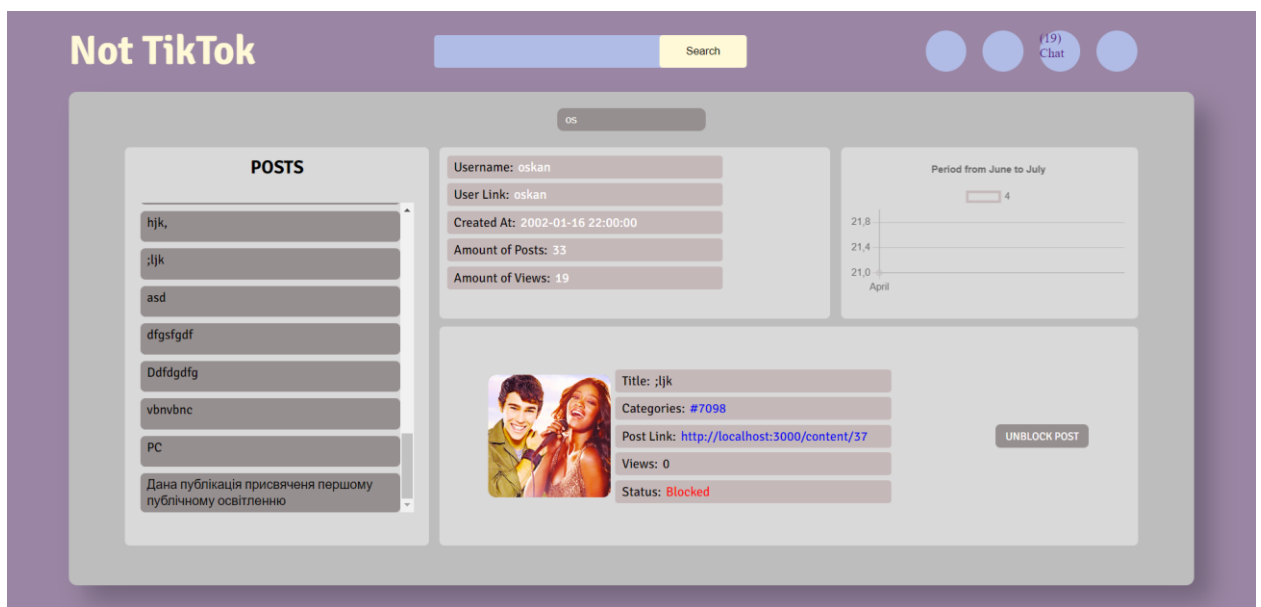 Not TikTok
Search
(19)
Chat
os
POSTS
hjk,
;ljk
asd
dfgsfgdf
Ddfdgdfg
vbnvbnc
PC
Дана публікація присвячена першому
публічному освітленню
Username: oskan
User Link: oskan
Created At: 2002-01-16 22:00:00
Amount of Posts: 33
Amount of Views: 19
Period from June to July
4
21,8
21,4
21,0
April
Title: ;ljk
Categories: #7098
Post Link: http://localhost:3000/content/37
Views: 0
Status: Blocked
UNBLOCK POST